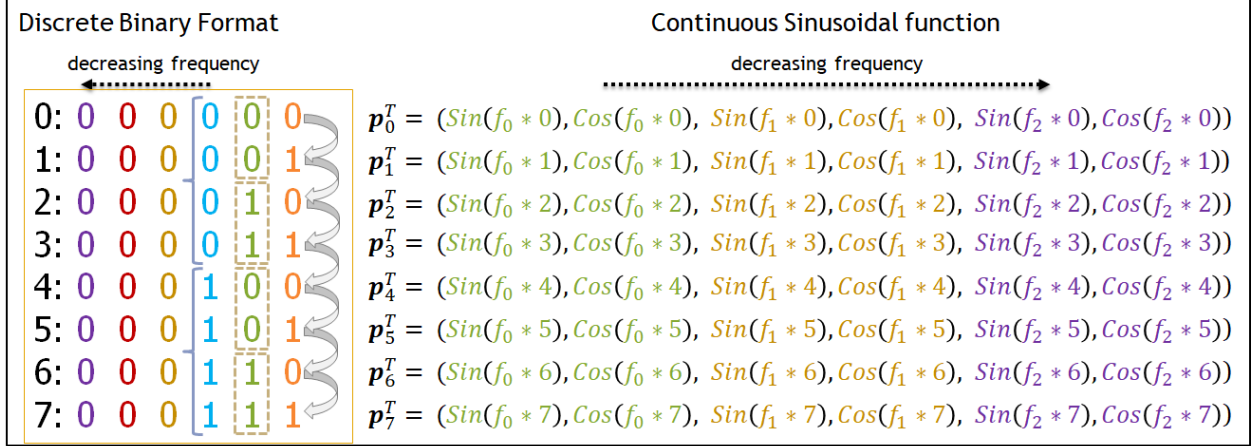 Discrete Binary Format Continuous Sinusoidal function
decreasing frequency decreasing frequency
0: 0 0 0 0 0 0 p_0^T = (Sin(f_0 * 0), Cos(f_0 * 0), Sin(f_1 * 0), Cos(f_1 * 0), Sin(f_2 * 0), Cos(f_2 * 0))
1: 0 0 0 0 0 1 p_1^T = (Sin(f_0 * 1), Cos(f_0 * 1), Sin(f_1 * 1), Cos(f_1 * 1), Sin(f_2 * 1), Cos(f_2 * 1))
2: 0 0 0 0 1 0 p_2^T = (Sin(f_0 * 2), Cos(f_0 * 2), Sin(f_1 * 2), Cos(f_1 * 2), Sin(f_2 * 2), Cos(f_2 * 2))
3: 0 0 0 0 1 1 p_3^T = (Sin(f_0 * 3), Cos(f_0 * 3), Sin(f_1 * 3), Cos(f_1 * 3), Sin(f_2 * 3), Cos(f_2 * 3))
4: 0 0 0 1 0 0 p_4^T = (Sin(f_0 * 4), Cos(f_0 * 4), Sin(f_1 * 4), Cos(f_1 * 4), Sin(f_2 * 4), Cos(f_2 * 4))
5: 0 0 0 1 0 1 p_5^T = (Sin(f_0 * 5), Cos(f_0 * 5), Sin(f_1 * 5), Cos(f_1 * 5), Sin(f_2 * 5), Cos(f_2 * 5))
6: 0 0 0 1 1 0 p_6^T = (Sin(f_0 * 6), Cos(f_0 * 6), Sin(f_1 * 6), Cos(f_1 * 6), Sin(f_2 * 6), Cos(f_2 * 6))
7: 0 0 0 1 1 1 p_7^T = (Sin(f_0 * 7), Cos(f_0 * 7), Sin(f_1 * 7), Cos(f_1 * 7), Sin(f_2 * 7), Cos(f_2 * 7))